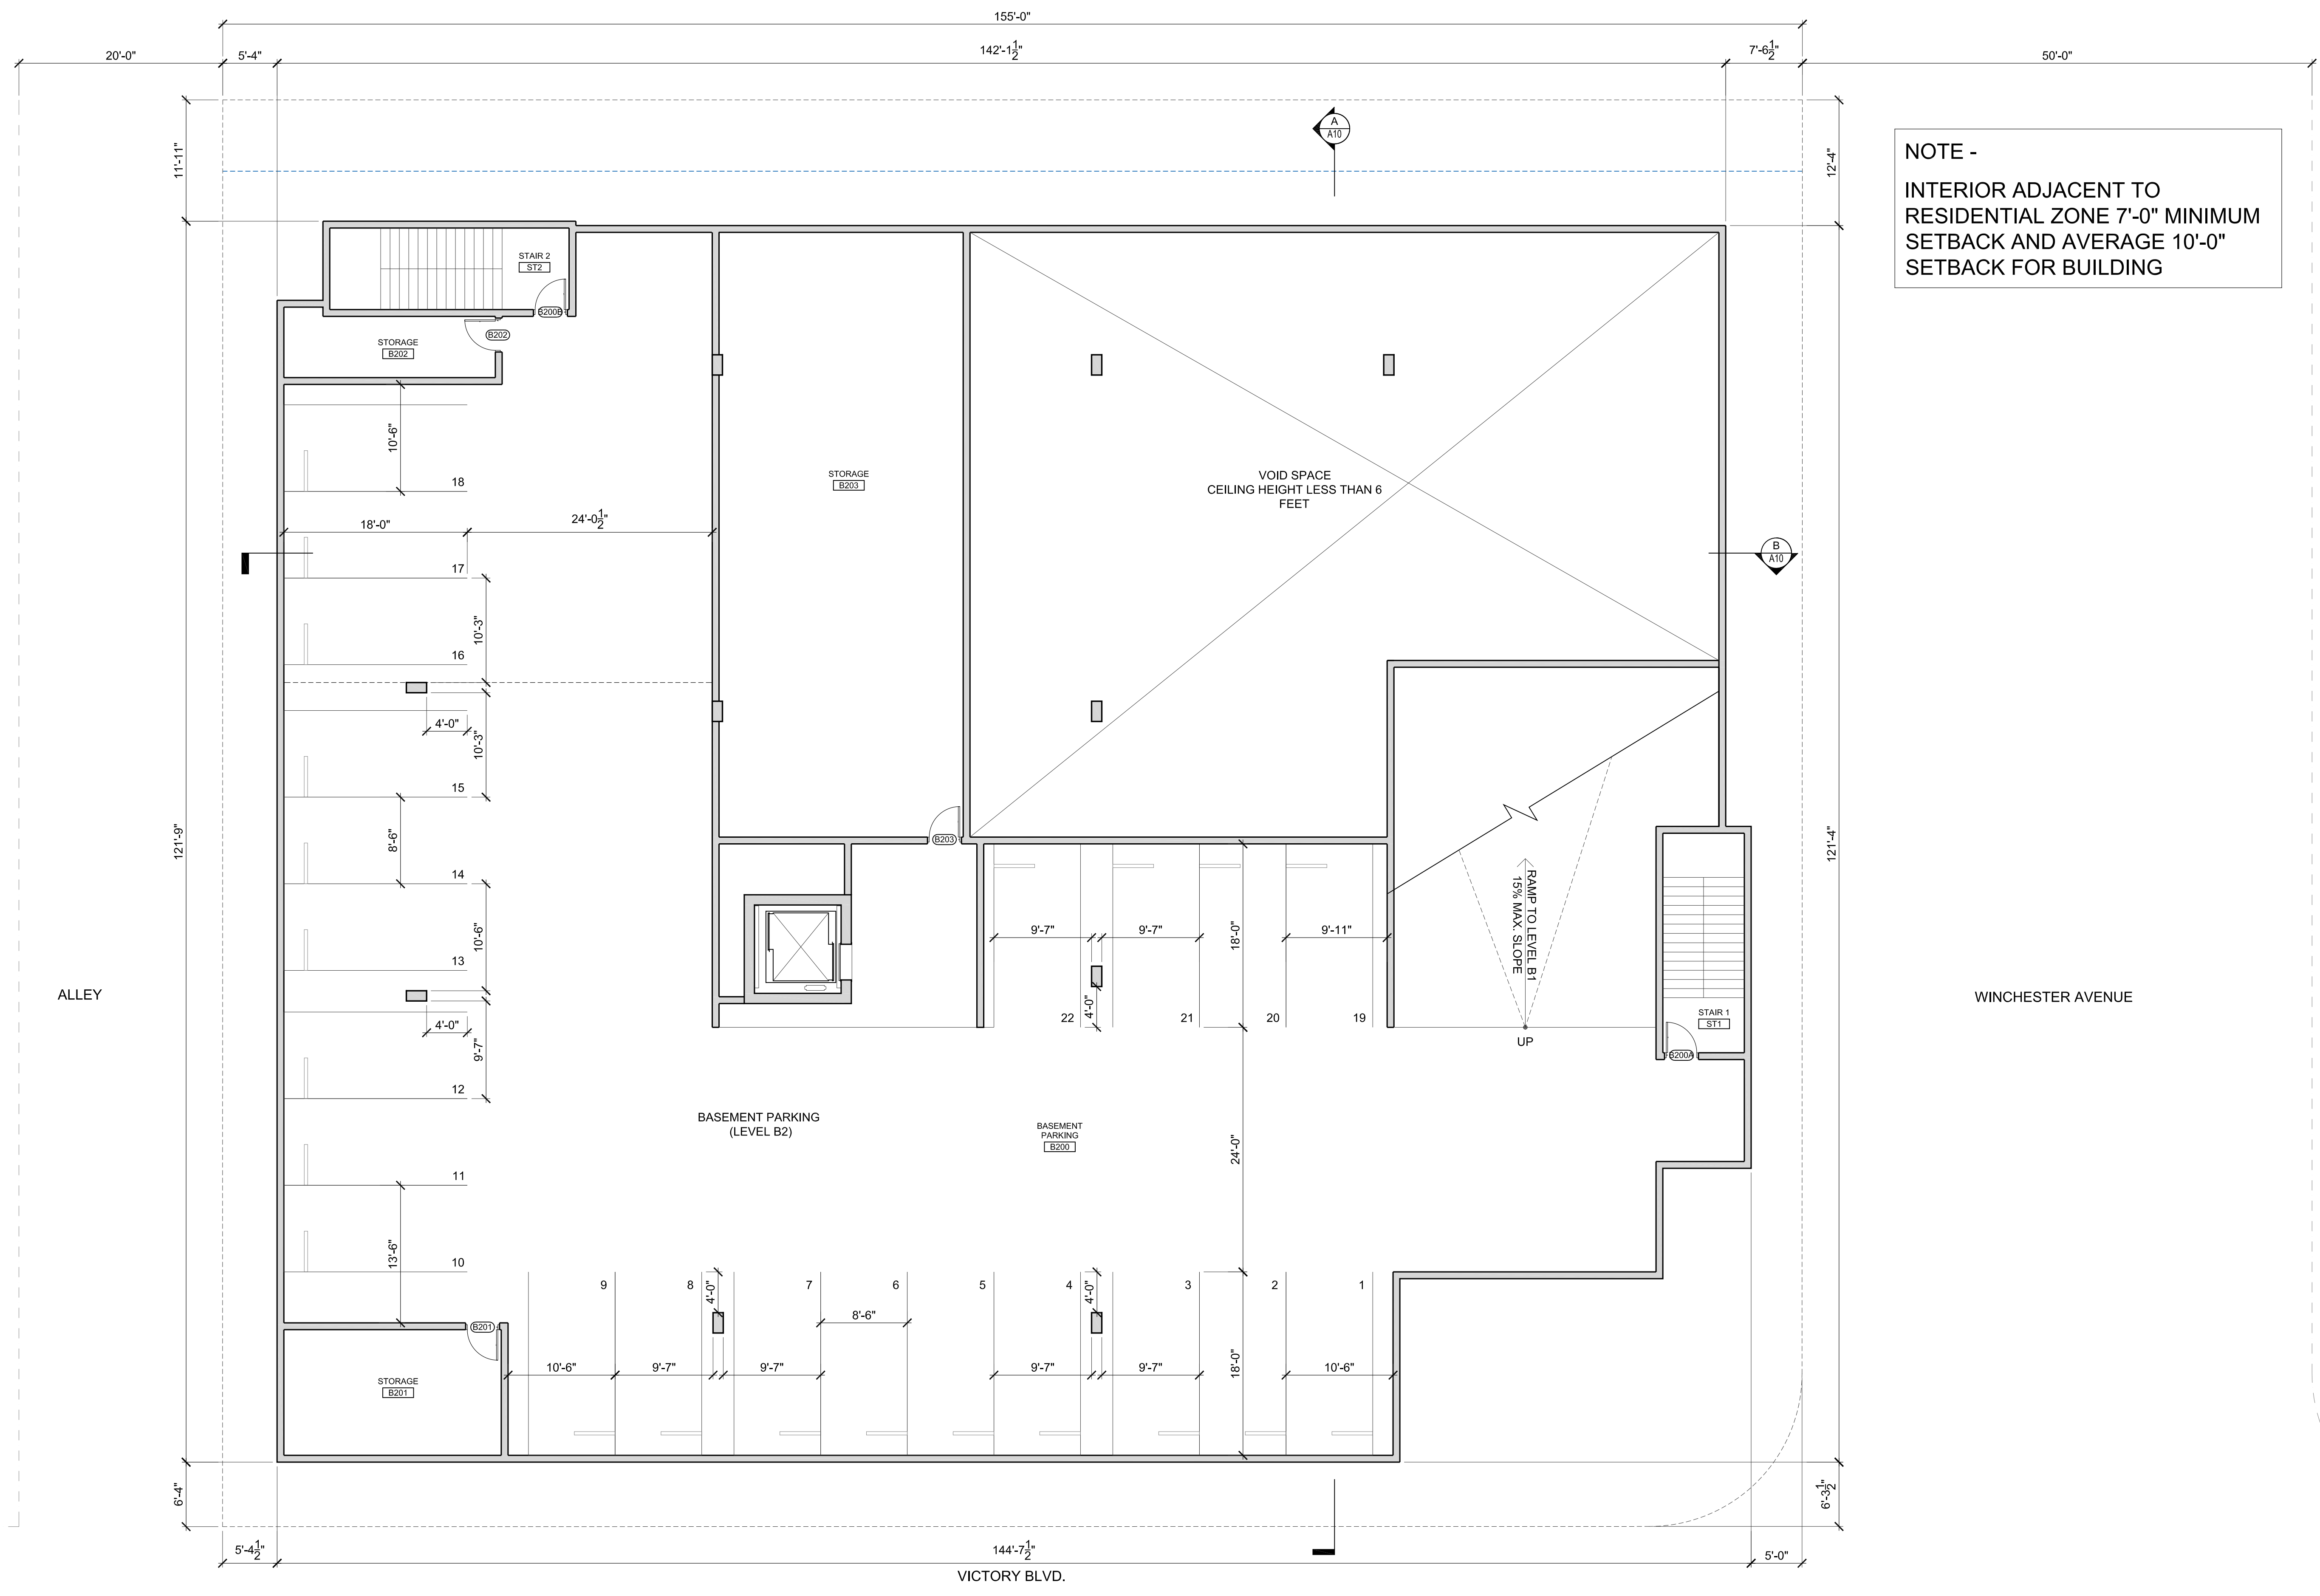 155'-0"
20'-0"
5'-4"
142'-1 1/2"
7'-6 1/2"
50'-0"
11'-11"
A
A10
12'-4"
NOTE -
INTERIOR ADJACENT TO
RESIDENTIAL ZONE 7'-0" MINIMUM
SETBACK AND AVERAGE 10'-0"
SETBACK FOR BUILDING
STAIR 2
ST2
B200B
B202
STORAGE
B202
10'-6"
18
STORAGE
B203
VOID SPACE
CEILING HEIGHT LESS THAN 6
FEET
18'-0"
24'-0 1/2"
17
B
A10
10'-3"
16
4'-0"
10'-3"
15
121'-9"
8'-6"
B203
121'-4"
14
10'-6"
13
9'-7"
9'-7"
18'-0"
9'-11"
RAMP TO LEVEL B1
15% MAX. SLOPE
ALLEY
WINCHESTER AVENUE
4'-0"
22
4'-0"
21
20
19
STAIR 1
ST1
UP
B200A
9'-7"
12
BASEMENT PARKING
(LEVEL B2)
BASEMENT
PARKING
B200
24'-0"
11
13'-6"
10
9
8
4'-0"
7
6
5
4
4'-0"
3
2
1
8'-6"
B201
10'-6"
9'-7"
9'-7"
9'-7"
9'-7"
18'-0"
10'-6"
STORAGE
B201
6'-4"
6'-3 1/2"
5'-4 1/2"
144'-7 1/2"
5'-0"
VICTORY BLVD.